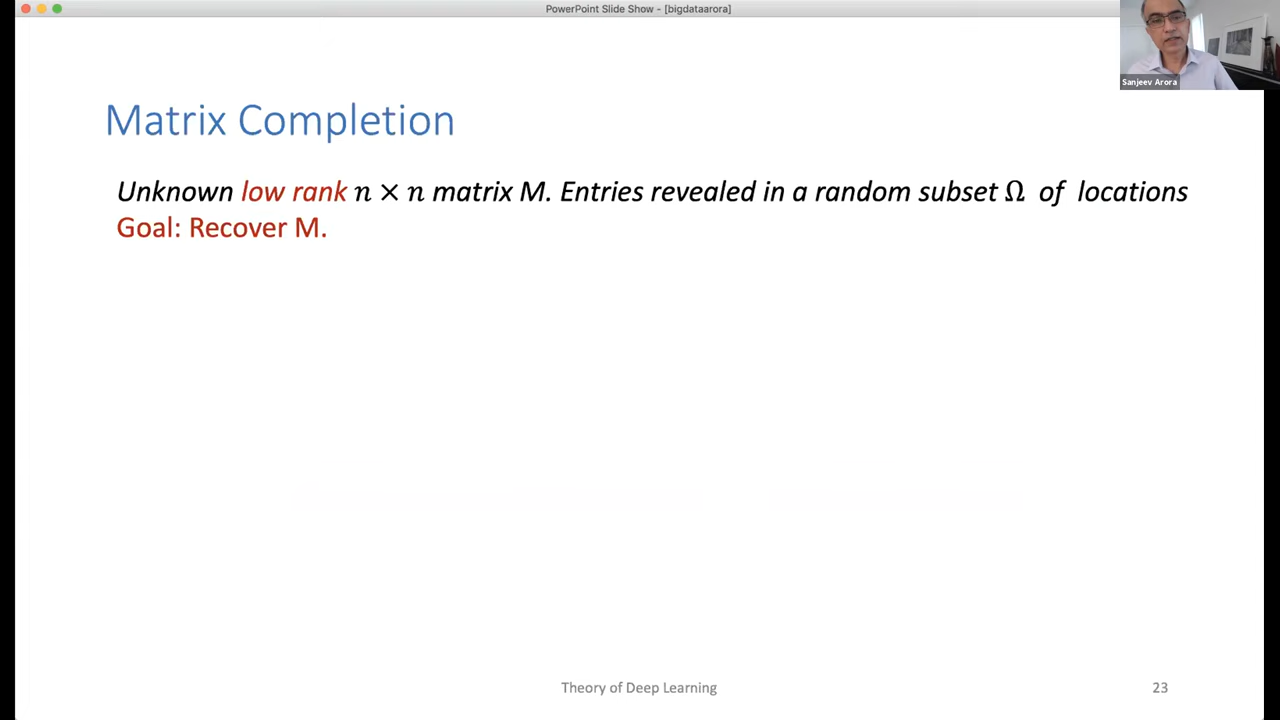 PowerPoint Slide Show - [bigdataarora]
Sanjeev Arora
Matrix Completion
Unknown low rank n × n matrix M. Entries revealed in a random subset Ω of locations
Goal: Recover M.
Theory of Deep Learning
23